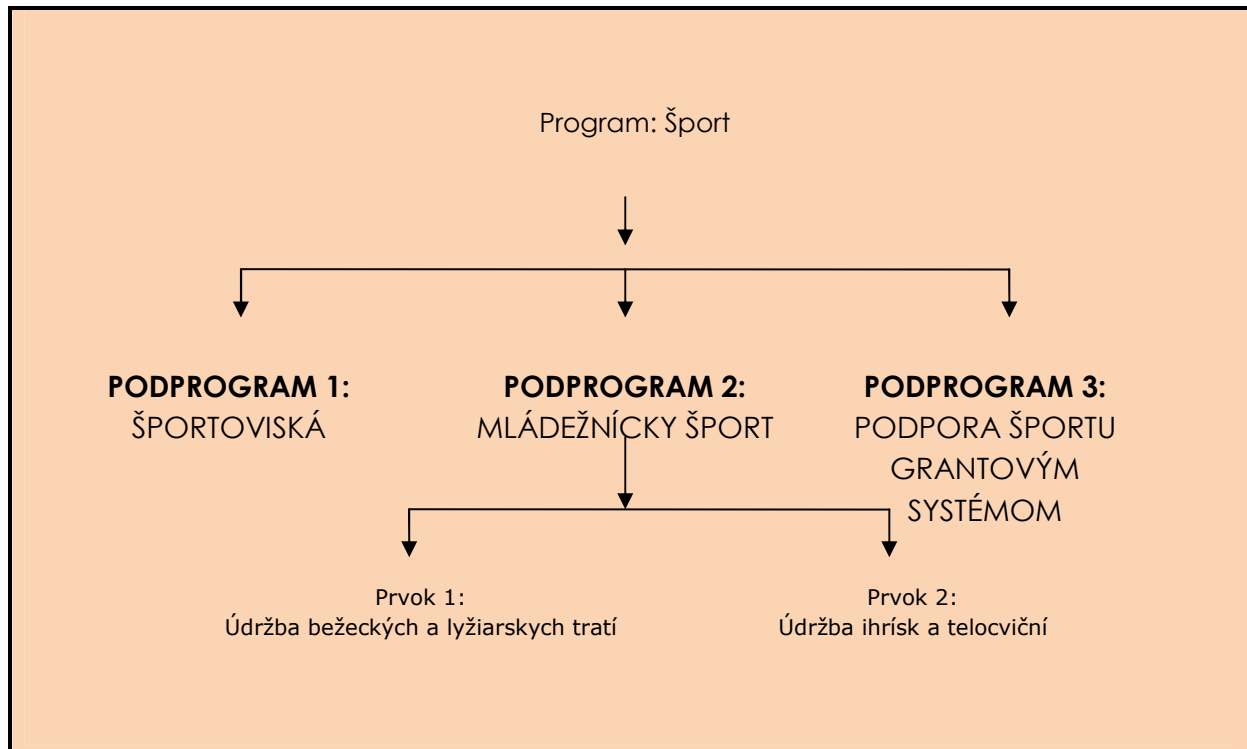 Program: Šport
PODPROGRAM 1:
ŠPORTOVISKÁ
PODPROGRAM 2:
MLÁDEŽNÍCKY ŠPORT
PODPROGRAM 3:
PODPORA ŠPORTU
GRANTOVÝM
SYSTÉMOM
Prvok 1:
Údržba bežeckých a lyžiarskych tratí
Prvok 2:
Údržba ihrísk a telocviční